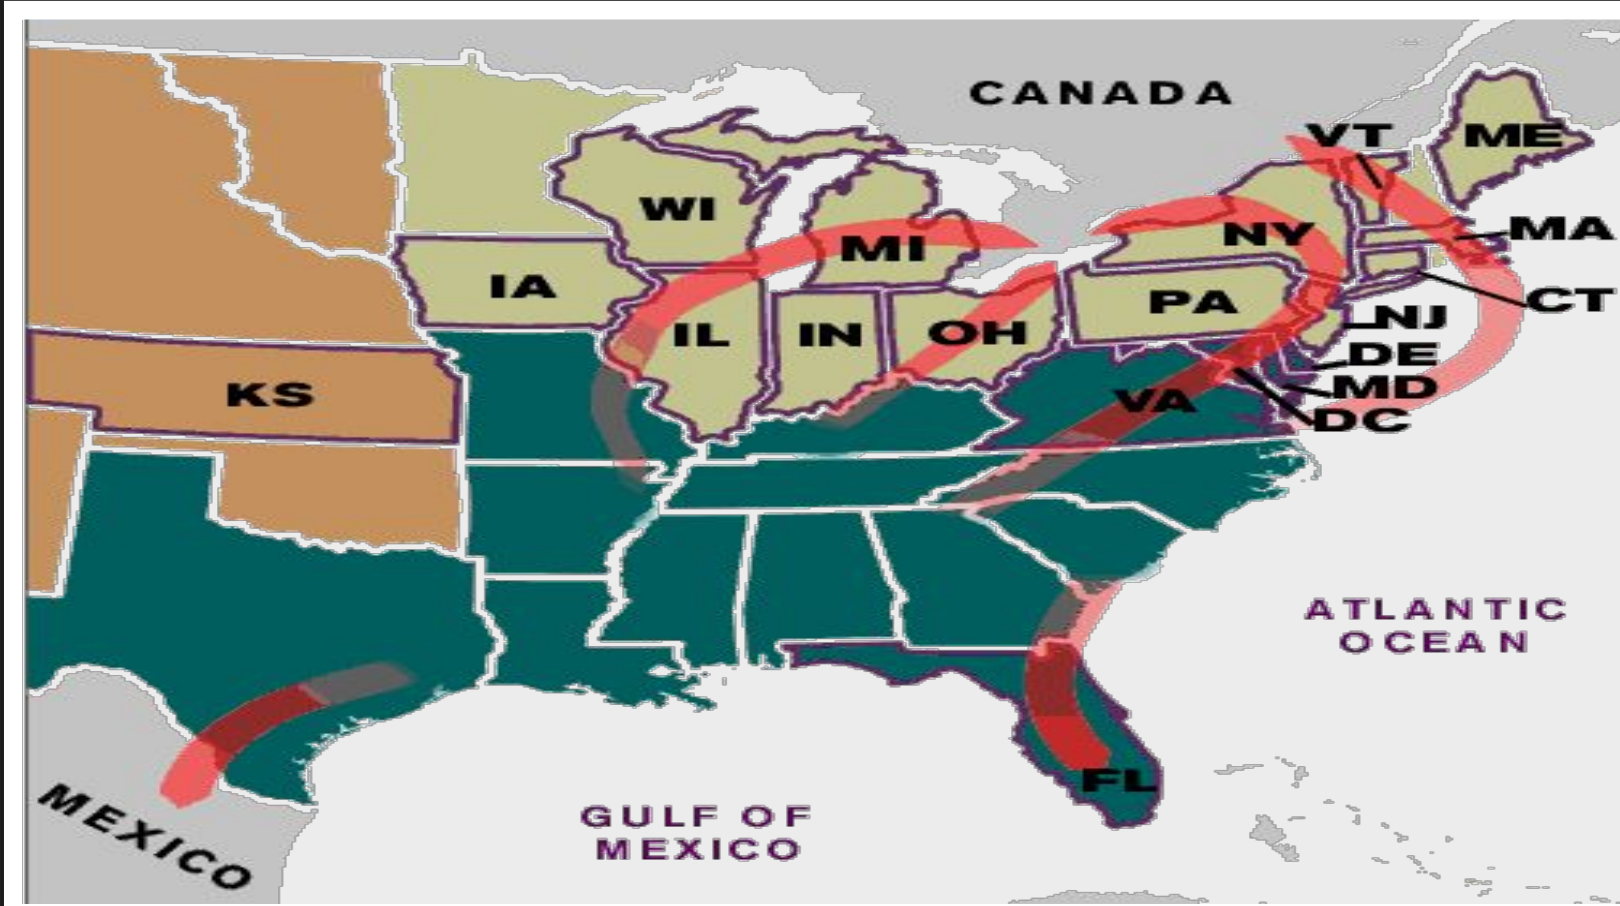 CANADA
VT
ME
WI
NY
MA
MI
IA
PA
CT
IL
IN
OH
NJ
DE
KS
VA
MD
DC
ATLANTIC
OCEAN
FL
MEXICO
GULF OF
MEXICO